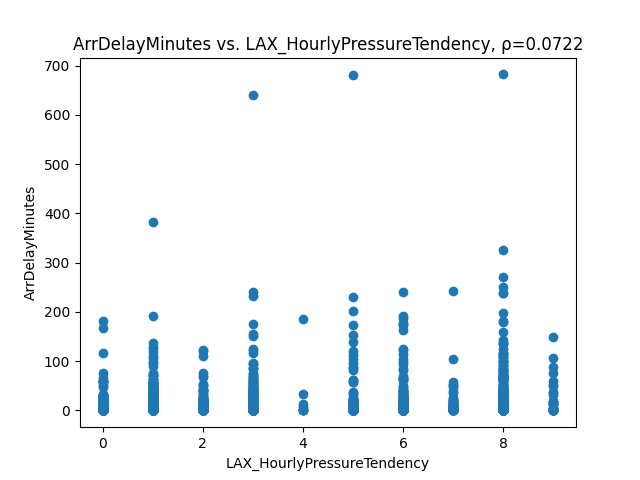 ArrDelayMinutes vs. LAX_HourlyPressureTendency, ρ=0.0722
700
600
500
400
300
200
100
0
ArrDelayMinutes
0 2 4 6 8
LAX_HourlyPressureTendency